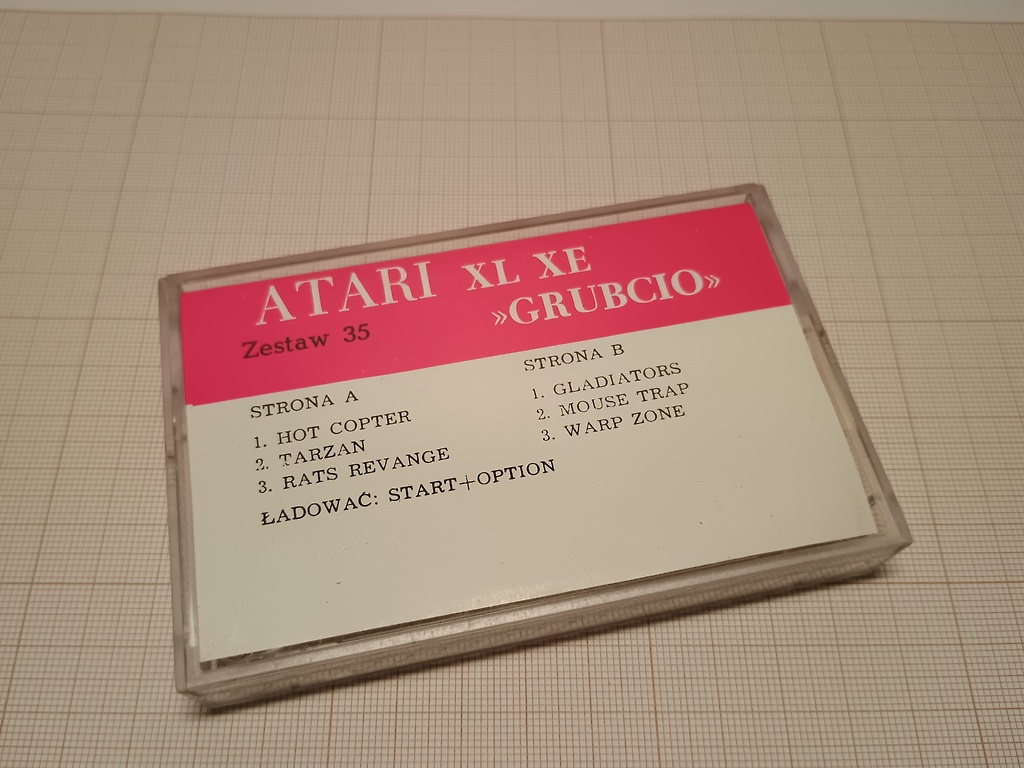 ATARI XL XE
Zestaw 35
»GRUBCIO»
STRONA A
1. HOT COPTER
2. TARZAN
3. RATS REVANGE
ŁADOWAĆ: START+OPTION
STRONA B
1. GLADIATORS
2. MOUSE TRAP
3. WARP ZONE